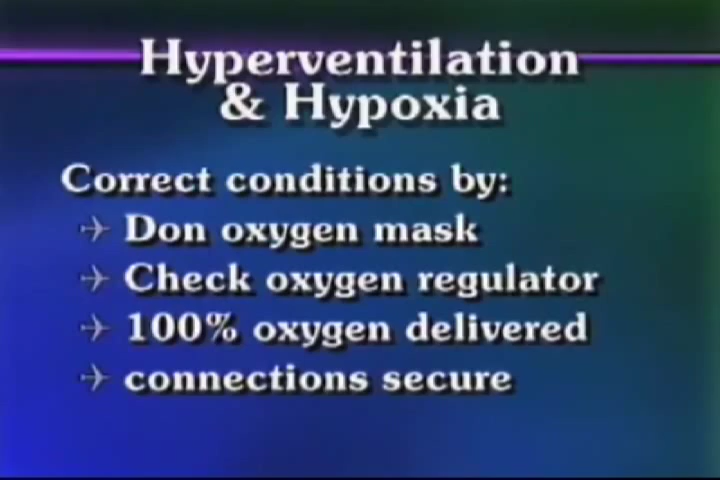 Hyperventilation
& Hypoxia
Correct conditions by:
Don oxygen mask
Check oxygen regulator
100% oxygen delivered
connections secure